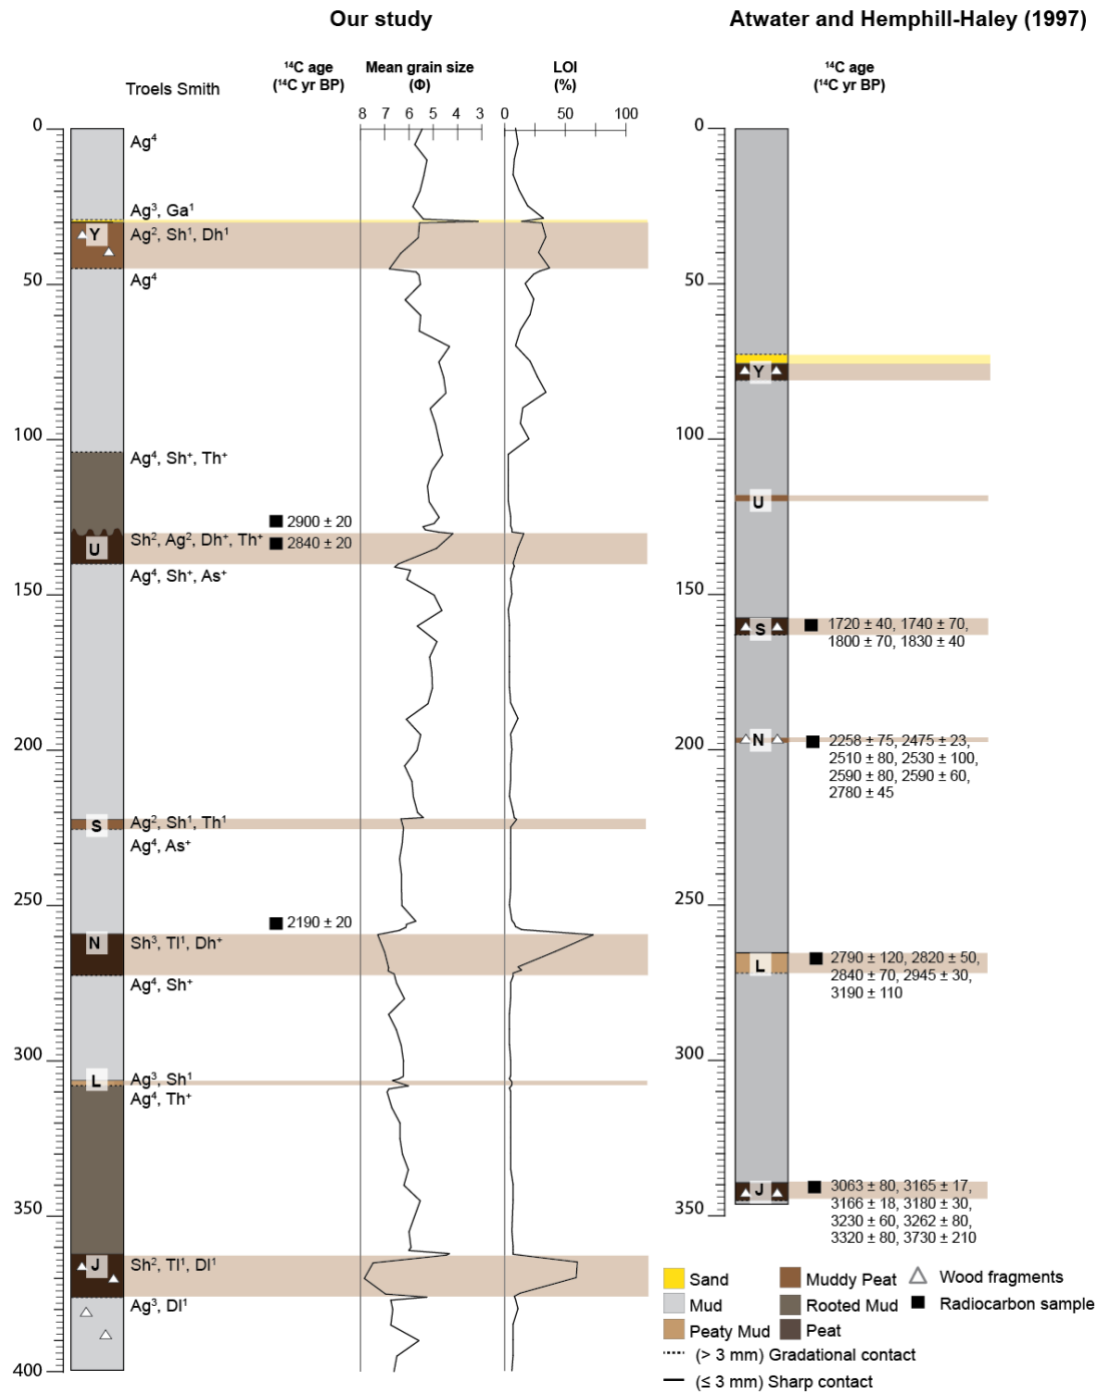 Our study
Atwater and Hemphill-Haley (1997)
Troels Smith
¹⁴C age
(¹⁴C yr BP)
Mean grain size
(Φ)
LOI
(%)
¹⁴C age
(¹⁴C yr BP)
8 7 6 5 4 3
0 50 100
0
Ag⁴
Ag³, Ga¹
Y
Ag², Sh¹, Dh¹
50
Ag⁴
100
Ag⁴, Sh⁺, Th⁺
2900 ± 20
U
Sh², Ag², Dh⁺, Th⁺
2840 ± 20
Ag⁴, Sh⁺, As⁺
150
200
S
Ag², Sh¹, Th¹
Ag⁴, As⁺
250
2190 ± 20
N
Sh³, Tl¹, Dh⁺
Ag⁴, Sh⁺
300
L
Ag³, Sh¹
Ag⁴, Th⁺
350
J
Sh², Tl¹, Dl¹
Ag³, Dl¹
400
0
50
Y
100
U
150
S
1720 ± 40, 1740 ± 70,
1800 ± 70, 1830 ± 40
200
N
2258 ± 75, 2475 ± 23,
2510 ± 80, 2530 ± 100,
2590 ± 80, 2590 ± 60,
2780 ± 45
250
L
2790 ± 120, 2820 ± 50,
2840 ± 70, 2945 ± 30,
3190 ± 110
300
J
3063 ± 80, 3165 ± 17,
3166 ± 18, 3180 ± 30,
3230 ± 60, 3262 ± 80,
3320 ± 80, 3730 ± 210
350
Sand
Muddy Peat
Wood fragments
Mud
Rooted Mud
Radiocarbon sample
Peaty Mud
Peat
(> 3 mm) Gradational contact
(≤ 3 mm) Sharp contact